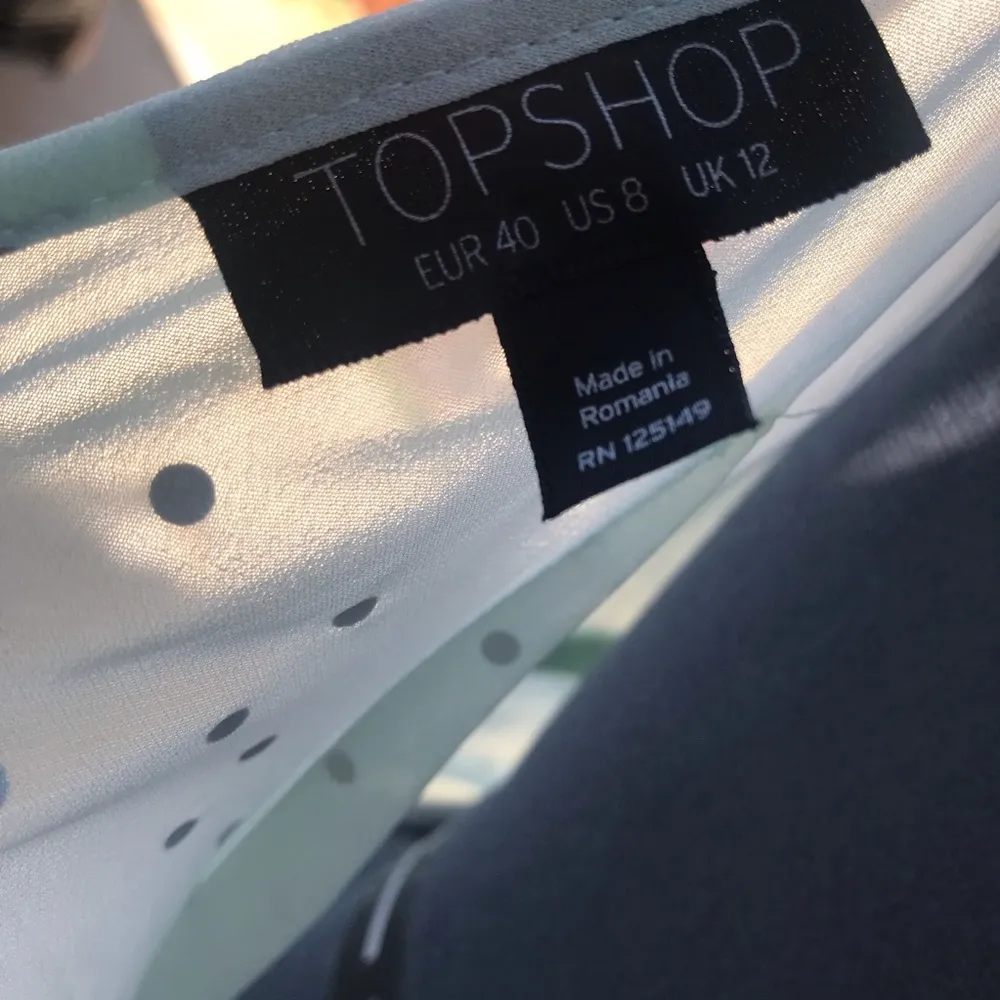 TOPSHOP
EUR 40 US 8 UK 12
Made in
Romania
RN 125149